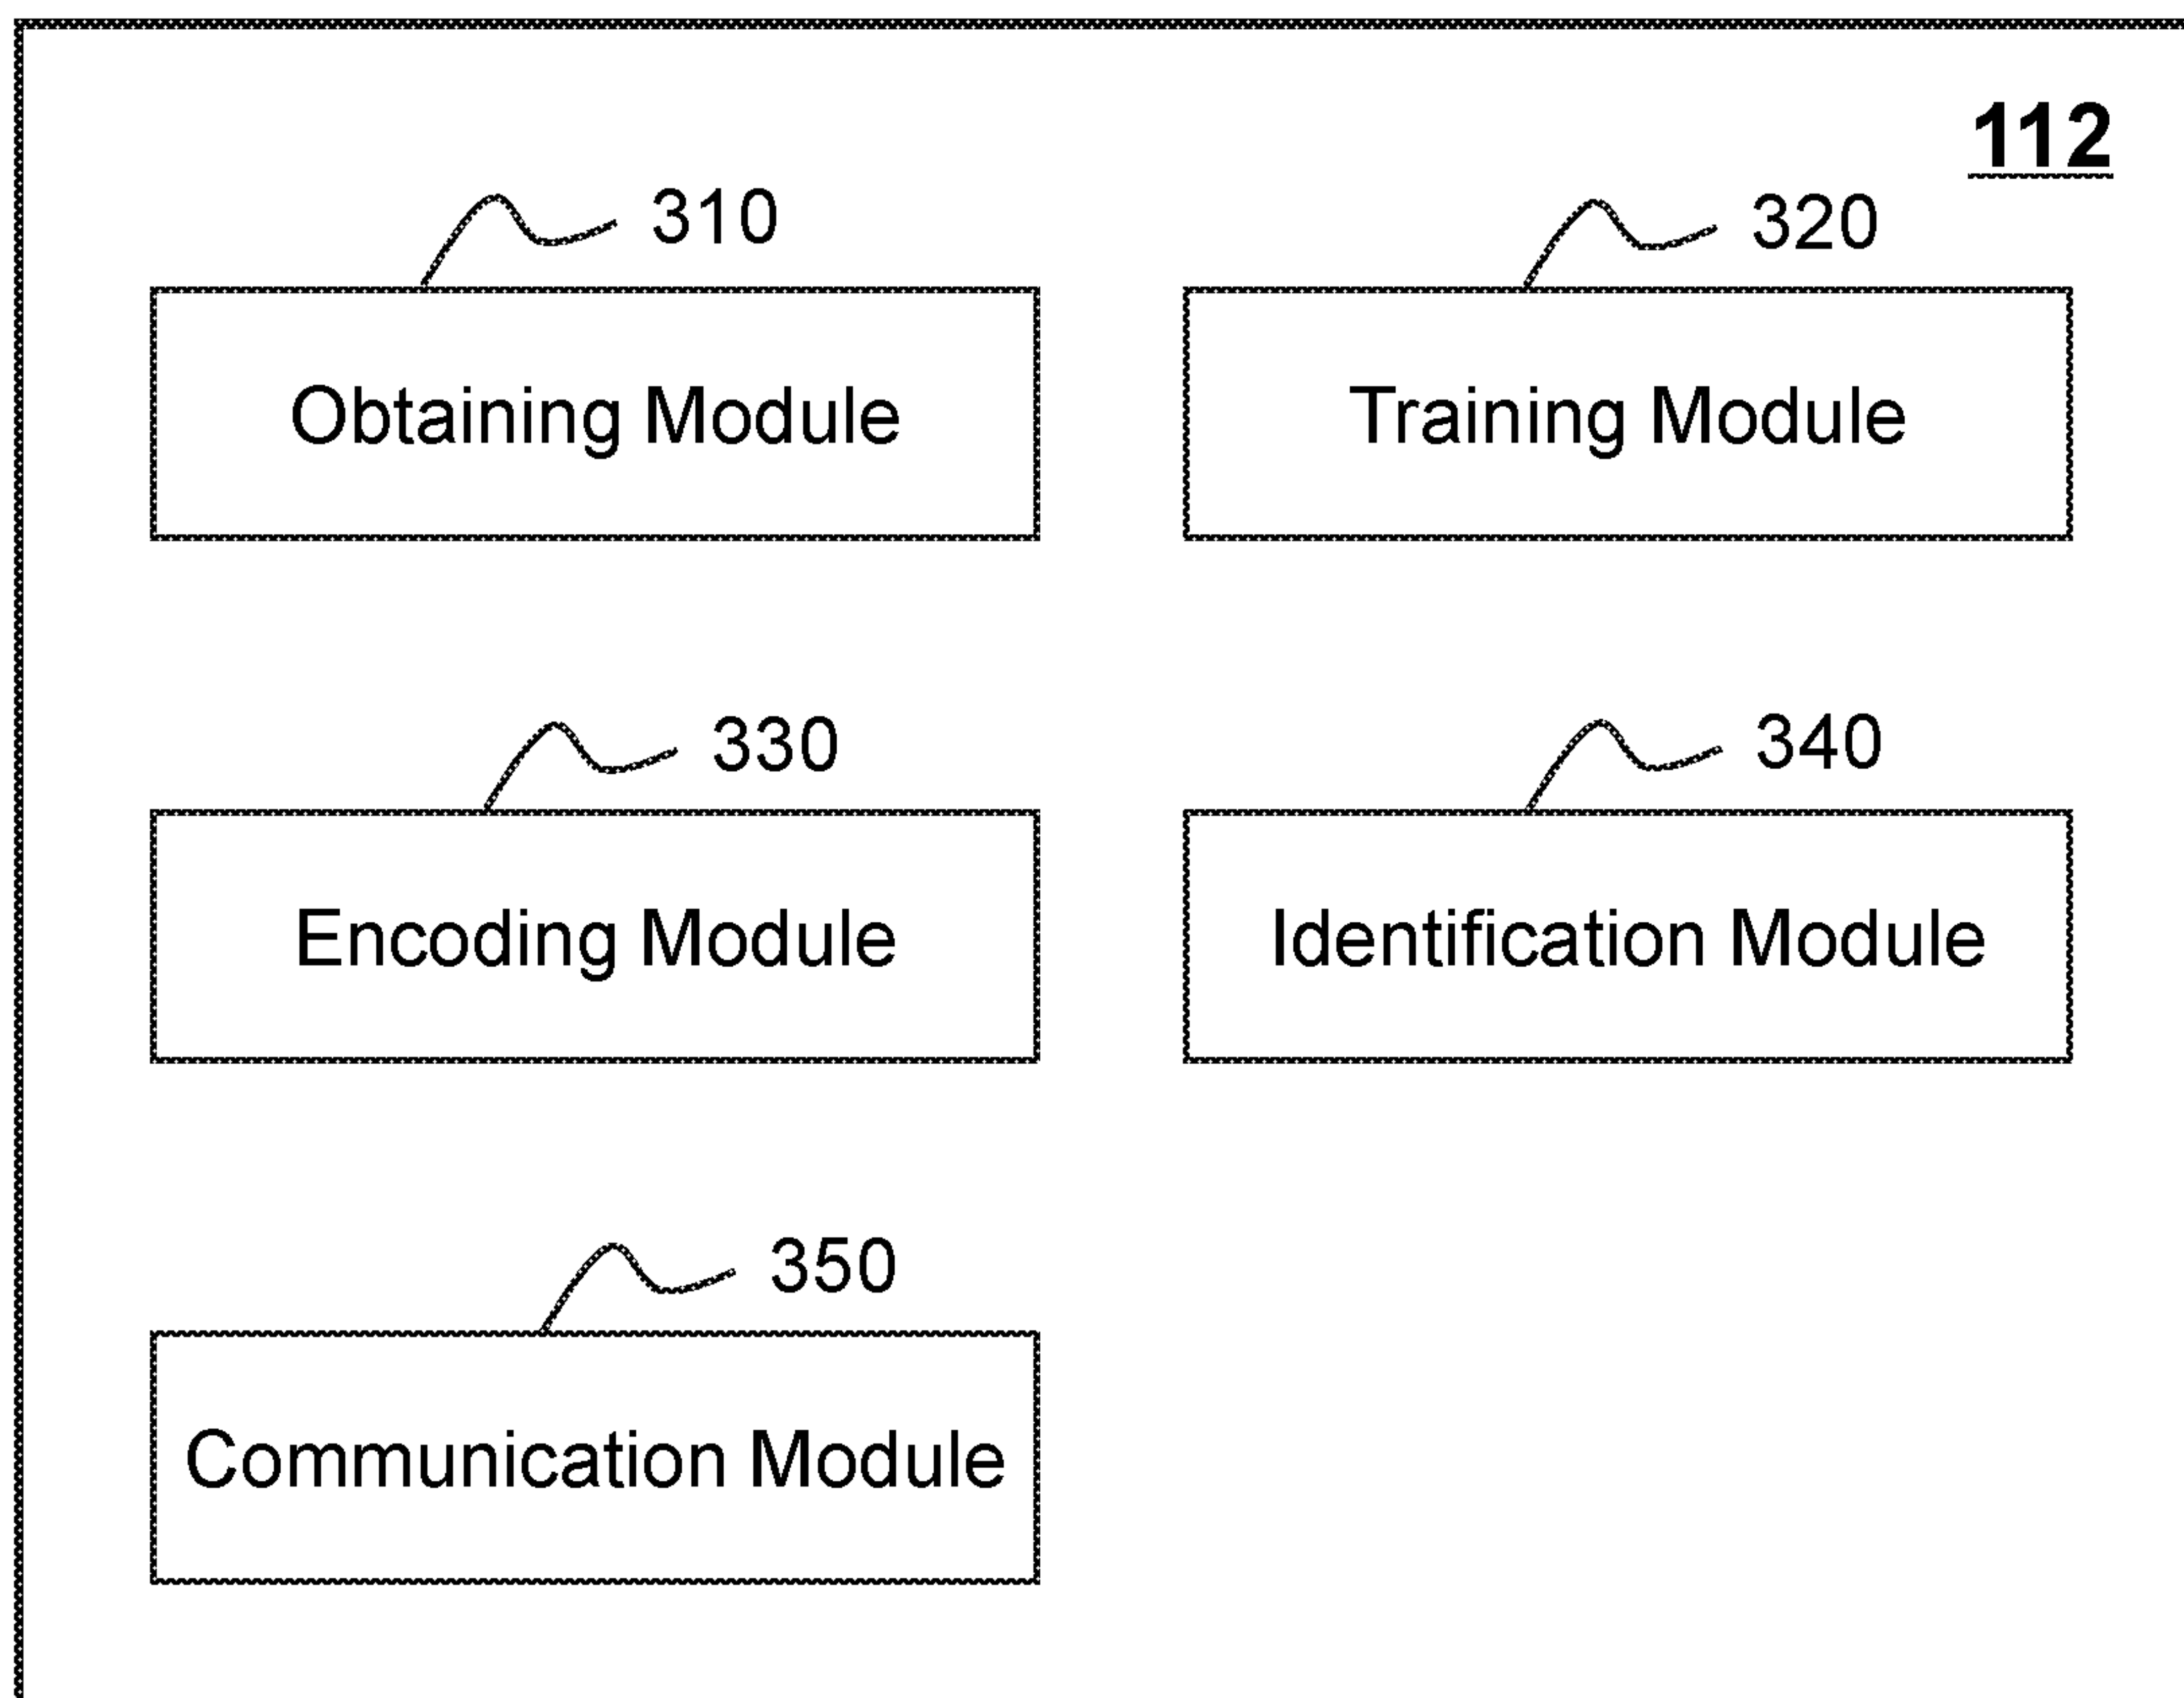 112
310
320
Obtaining Module
Training Module
330
340
Encoding Module
Identification Module
350
Communication Module